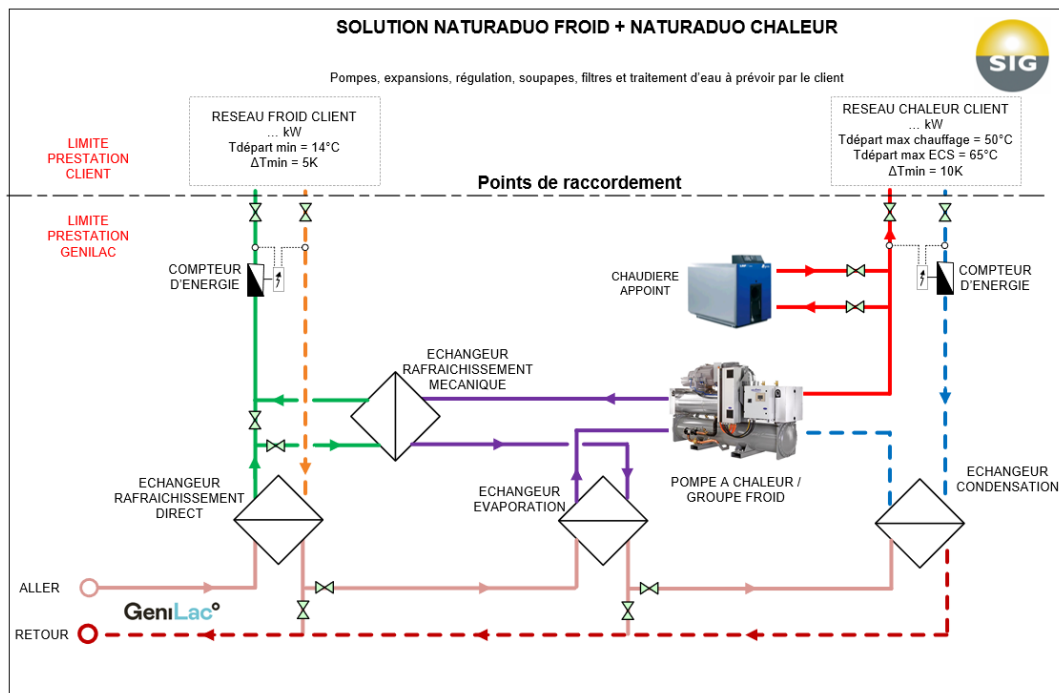 SOLUTION NATURADUO FROID + NATURADUO CHALEUR
SIG
Pompes, expansions, régulation, soupapes, filtres et traitement d'eau à prévoir par le client
RESEAU FROID CLIENT
... kW
Tdépart min = 14°C
ΔTmin = 5K
RESEAU CHALEUR CLIENT
... kW
Tdépart max chauffage = 50°C
Tdépart max ECS = 65°C
ΔTmin = 10K
LIMITE
PRESTATION
CLIENT
Points de raccordement
LIMITE
PRESTATION
GENILAC
COMPTEUR
D'ENERGIE
CHAUDIERE
APPOINT
COMPTEUR
D'ENERGIE
ECHANGEUR
RAFRAICHISSEMENT
MECANIQUE
ECHANGEUR
RAFRAICHISSEMENT
DIRECT
ECHANGEUR
EVAPORATION
POMPE A CHALEUR /
GROUPE FROID
ECHANGEUR
CONDENSATION
ALLER
GeniLac°
RETOUR